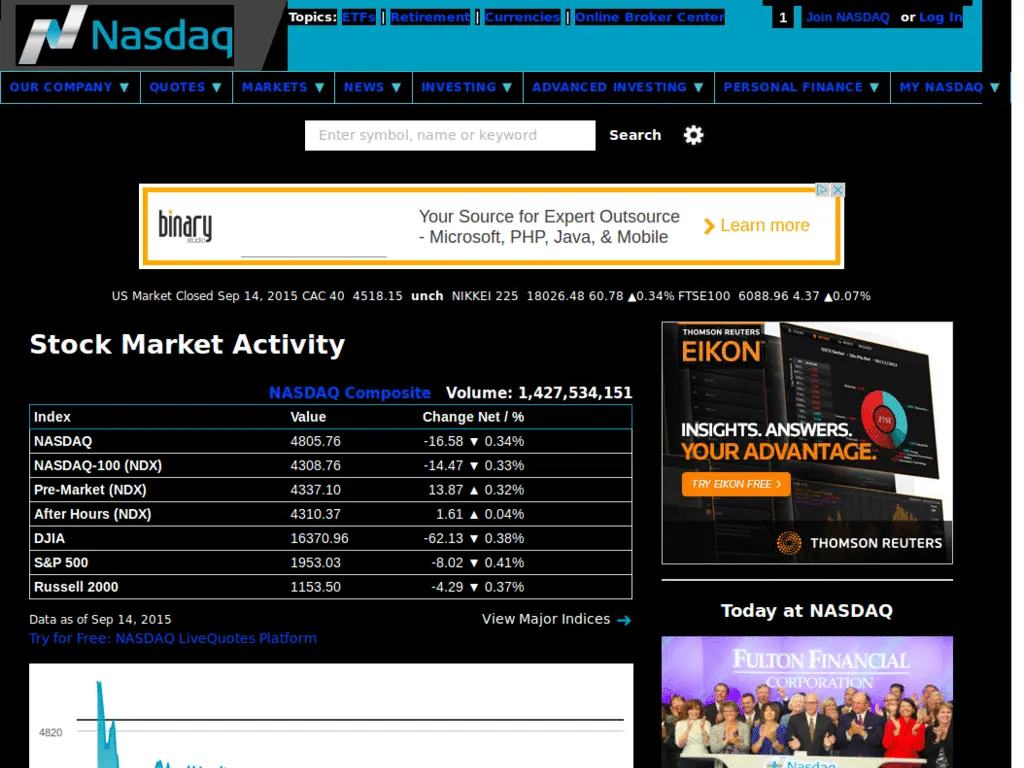 Nasdaq
Topics: ETFs | Retirement | Currencies | Online Broker Center
1 Join NASDAQ or Log In
OUR COMPANY ▼ QUOTES ▼ MARKETS ▼ NEWS ▼ INVESTING ▼ ADVANCED INVESTING ▼ PERSONAL FINANCE ▼ MY NASDAQ ▼
Enter symbol, name or keyword Search
binary studio
Your Source for Expert Outsource
- Microsoft, PHP, Java, & Mobile
Learn more
US Market Closed Sep 14, 2015 CAC 40 4518.15 unch NIKKEI 225 18026.48 60.78 ▲0.34% FTSE100 6088.96 4.37 ▲0.07%
Stock Market Activity
NASDAQ Composite Volume: 1,427,534,151
Index Value Change Net / %
NASDAQ 4805.76 -16.58 ▼ 0.34%
NASDAQ-100 (NDX) 4308.76 -14.47 ▼ 0.33%
Pre-Market (NDX) 4337.10 13.87 ▲ 0.32%
After Hours (NDX) 4310.37 1.61 ▲ 0.04%
DJIA 16370.96 -62.13 ▼ 0.38%
S&P 500 1953.03 -8.02 ▼ 0.41%
Russell 2000 1153.50 -4.29 ▼ 0.37%
Data as of Sep 14, 2015 View Major Indices
Try for Free: NASDAQ LiveQuotes Platform
4820
THOMSON REUTERS
EIKON
INSIGHTS. ANSWERS.
YOUR ADVANTAGE.
TRY EIKON FREE
FTSE
THOMSON REUTERS
Today at NASDAQ
FULTON FINANCIAL
CORPORATION
Nasdaq